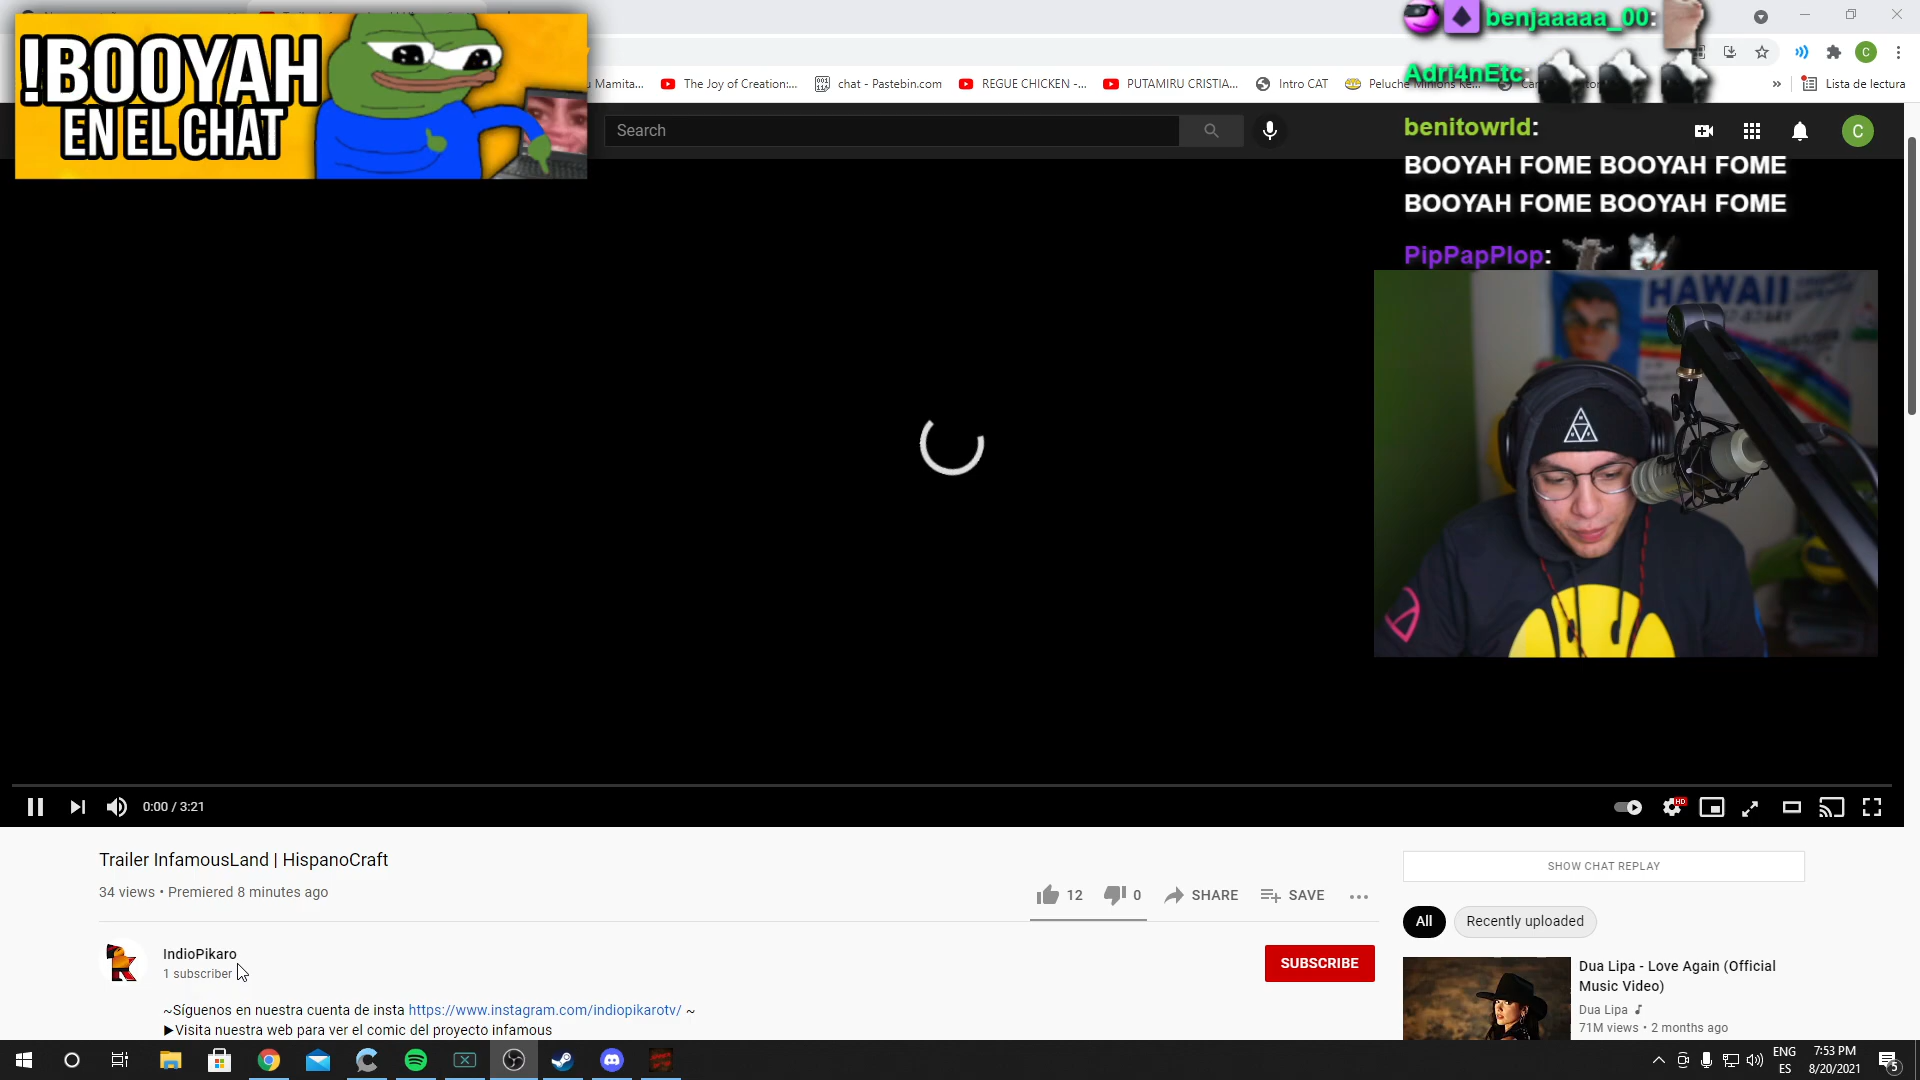 !BOOYAH
EN EL CHAT
benjaaaaa_00:
u Mamita...
The Joy of Creation:...
chat - Pastebin.com
REGUE CHICKEN -...
PUTAMIRU CRISTIA...
Intro CAT
Peluche Minions Ke...
»
Lista de lectura
Adri4nEtc:
Search
C
benitowrld:
BOOYAH FOME BOOYAH FOME
BOOYAH FOME BOOYAH FOME
PipPapPlop:
HAWAII
0:00 / 3:21
HD
Trailer InfamousLand | HispanoCraft
34 views • Premiered 8 minutes ago
12
0
SHARE
SAVE
SHOW CHAT REPLAY
All
Recently uploaded
IndioPikaro
1 subscriber
SUBSCRIBE
~Síguenos en nuestra cuenta de insta https://www.instagram.com/indiopikarotv/ ~
▶Visita nuestra web para ver el comic del proyecto infamous
Dua Lipa - Love Again (Official
Music Video)
Dua Lipa
71M views • 2 months ago
ENG
ES
7:53 PM
8/20/2021
5